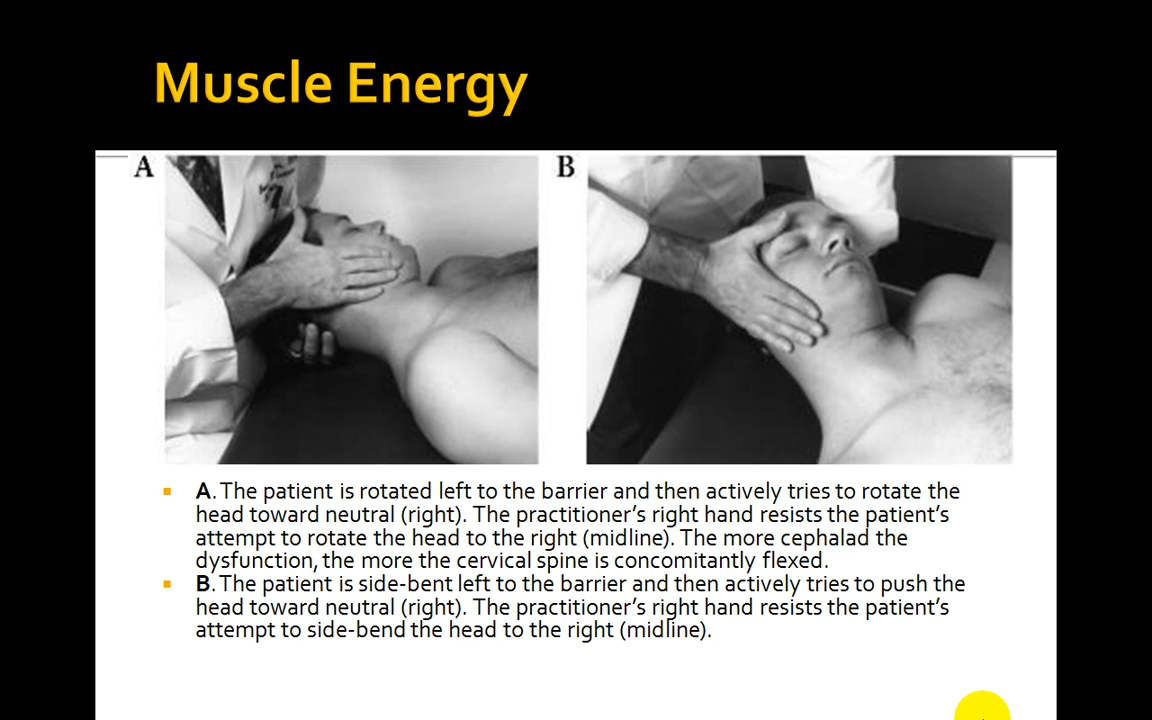 Muscle Energy
A
B
A. The patient is rotated left to the barrier and then actively tries to rotate the
head toward neutral (right). The practitioner's right hand resists the patient's
attempt to rotate the head to the right (midline). The more cephalad the
dysfunction, the more the cervical spine is concomitantly flexed.
B. The patient is side-bent left to the barrier and then actively tries to push the
head toward neutral (right). The practitioner's right hand resists the patient's
attempt to side-bend the head to the right (midline).